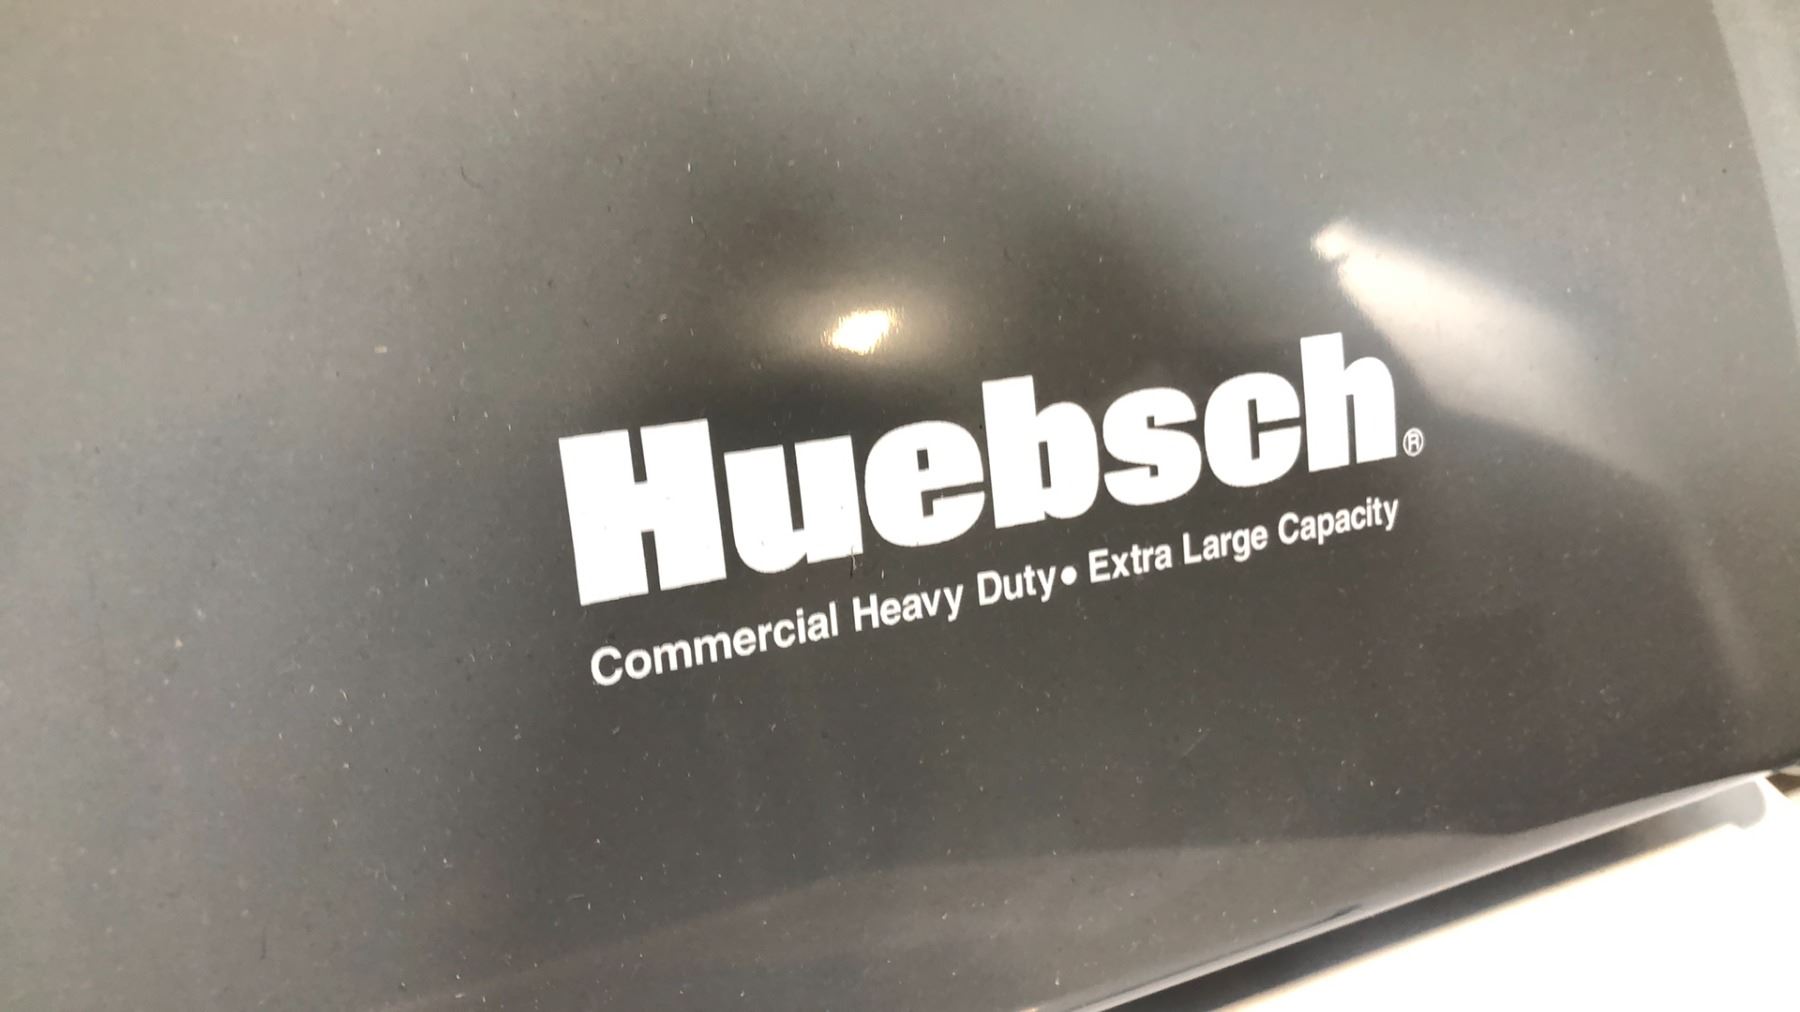 Huebsch®
Commercial Heavy Duty• Extra Large Capacity